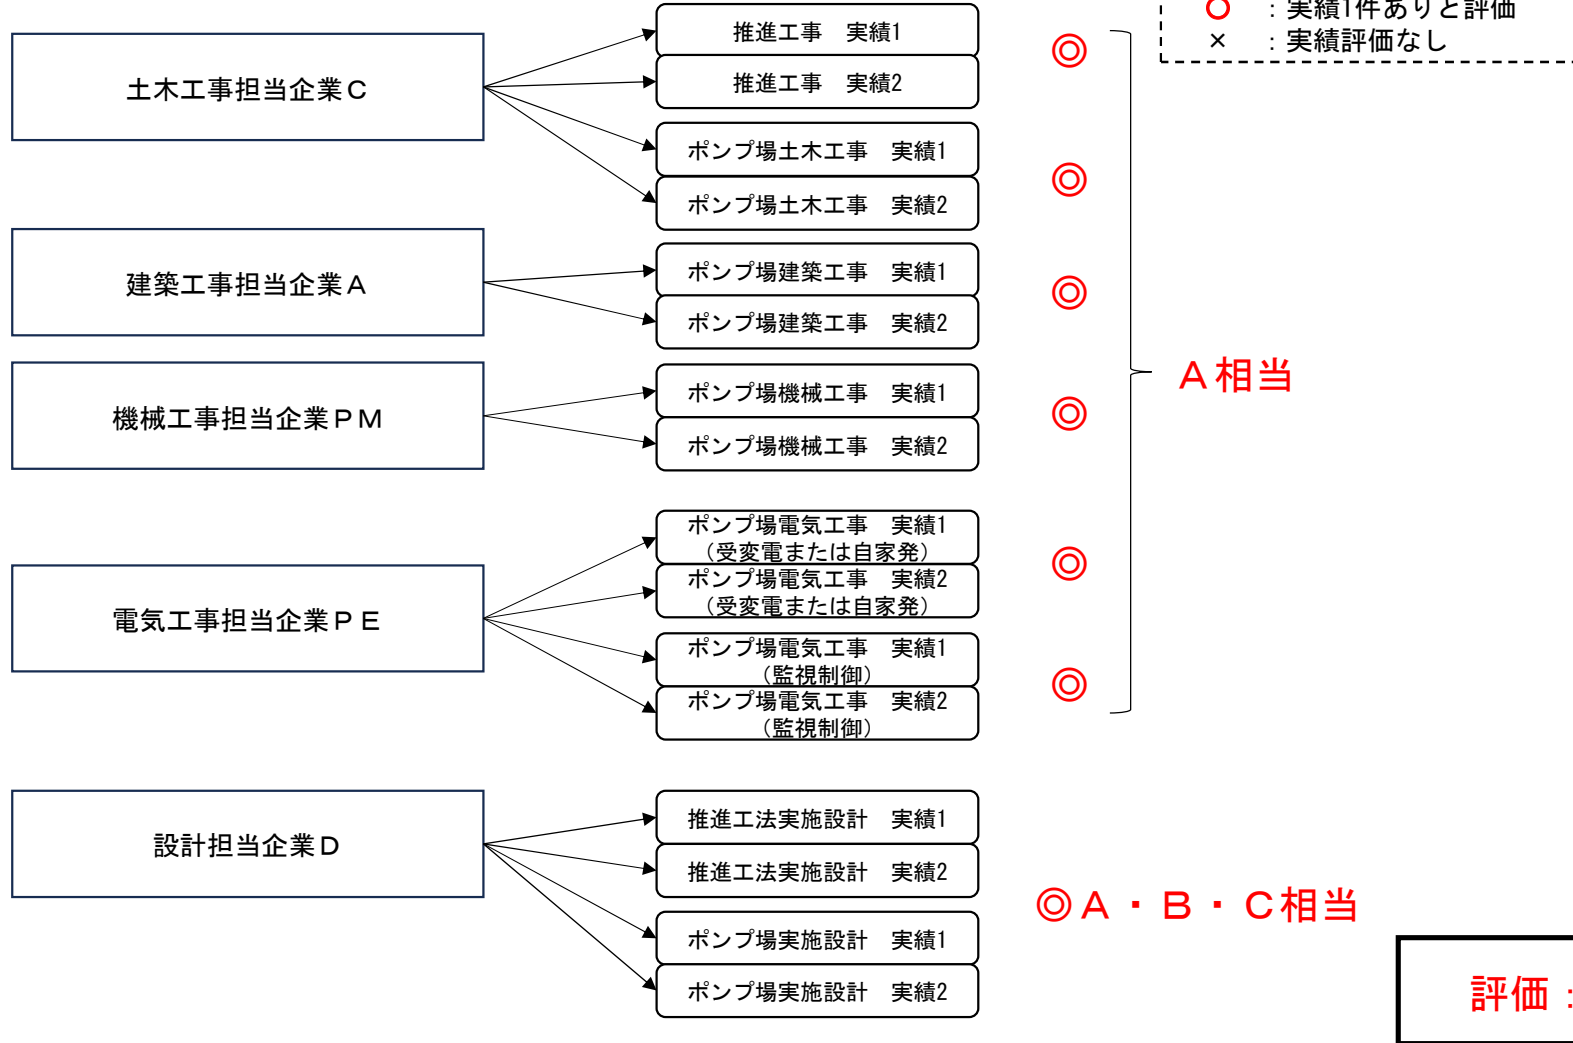 ○ ：実績1件ありと評価
× ：実績評価なし
土木工事担当企業Ｃ
推進工事　実績1
推進工事　実績2
ポンプ場土木工事　実績1
ポンプ場土木工事　実績2
◎
◎
建築工事担当企業Ａ
ポンプ場建築工事　実績1
ポンプ場建築工事　実績2
◎
機械工事担当企業ＰＭ
ポンプ場機械工事　実績1
ポンプ場機械工事　実績2
◎
Ａ相当
電気工事担当企業ＰＥ
ポンプ場電気工事　実績1
（受変電または自家発）
ポンプ場電気工事　実績2
（受変電または自家発）
ポンプ場電気工事　実績1
（監視制御）
ポンプ場電気工事　実績2
（監視制御）
◎
◎
設計担当企業Ｄ
推進工法実施設計　実績1
推進工法実施設計　実績2
ポンプ場実施設計　実績1
ポンプ場実施設計　実績2
◎Ａ・Ｂ・Ｃ相当
評価：